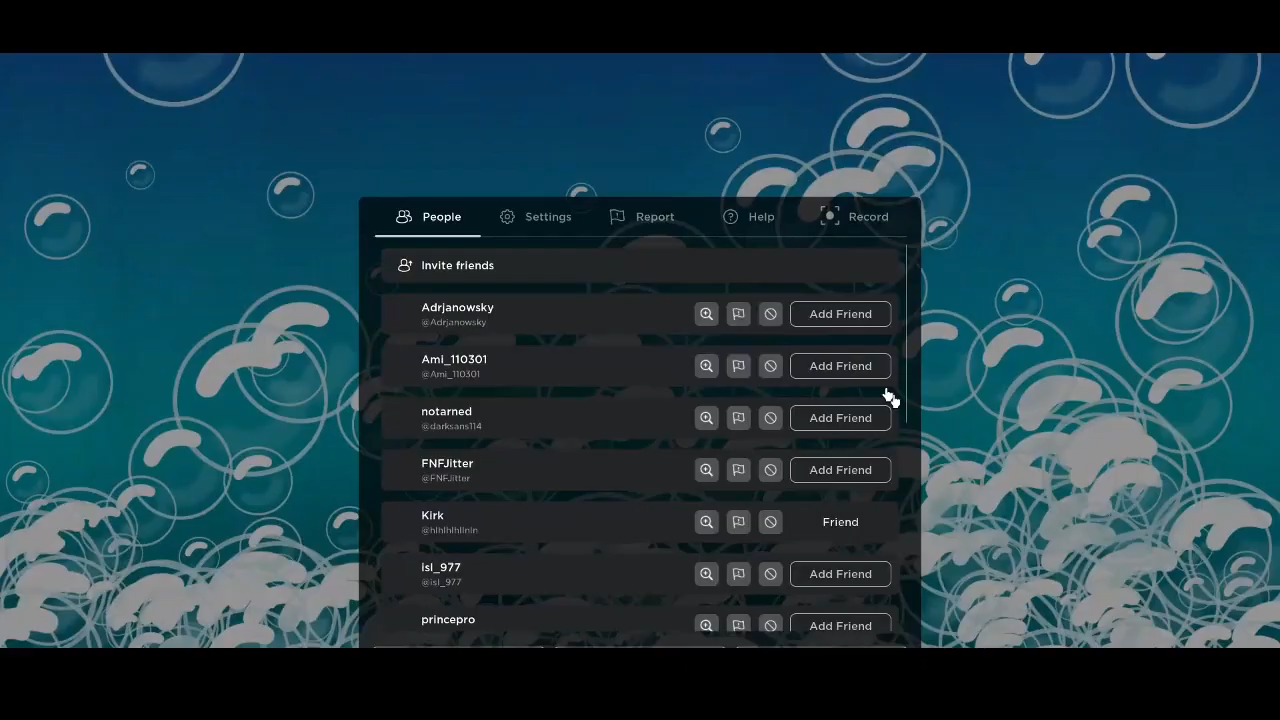 People
Settings
Report
Help
Record
Invite friends
Adrjanowsky
@Adrjanowsky
Add Friend
Ami_110301
@Ami_110301
Add Friend
notarned
@darksans114
Add Friend
FNFJitter
@FNFJitter
Add Friend
Kirk
Friend
isl_977
@isl_977
Add Friend
princepro
Add Friend